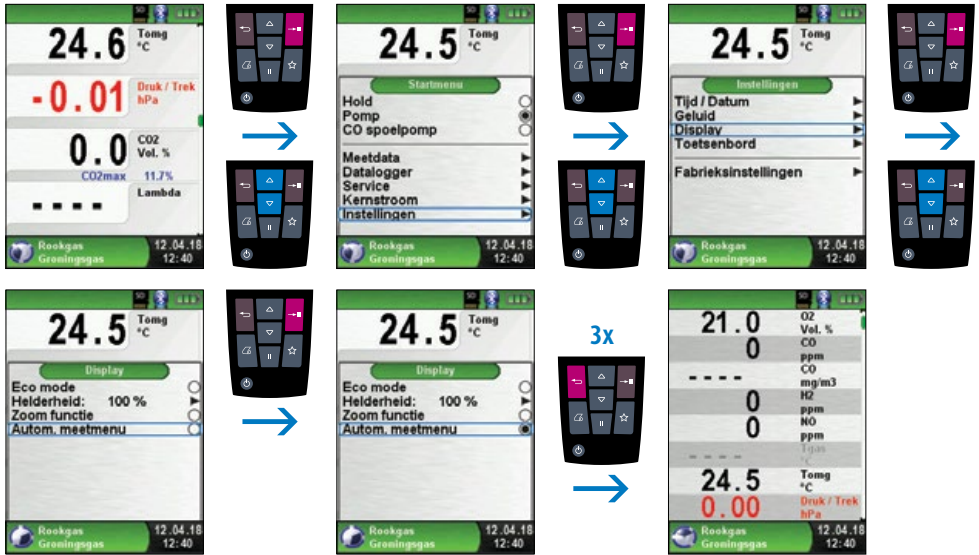 24.6 Tomg
°C
-0.01 Druk / Trek
hPa
0.0 CO2
Vol. %
CO2max 11.7%
---- Lambda
Rookgas 12.04.18
Groningsgas 12:40
SD
24.5 Tomg
°C
Startmenu
Hold
Pomp
CO spoelpomp
Meetdata
Datalogger
Service
Kernstroom
Instellingen
Rookgas 12.04.18
Groningsgas 12:40
SD
24.5 Tomg
°C
Instellingen
Tijd / Datum
Geluid
Display
Toetsenbord
Fabrieksinstellingen
Rookgas 12.04.18
Groningsgas 12:40
SD
24.5 Tomg
°C
Display
Eco mode
Helderheid: 100 %
Zoom functie
Autom. meetmenu
Rookgas 12.04.18
Groningsgas 12:40
SD
24.5 Tomg
°C
Display
Eco mode
Helderheid: 100 %
Zoom functie
Autom. meetmenu
Rookgas 12.04.18
Groningsgas 12:40
3x
SD
21.0 O2
Vol. %
0 CO
ppm
---- CO
mg/m3
0 H2
ppm
0 NO
ppm
---- Tgas
°C
24.5 Tomg
°C
0.00 Druk / Trek
hPa
Rookgas 12.04.18
Groningsgas 12:40